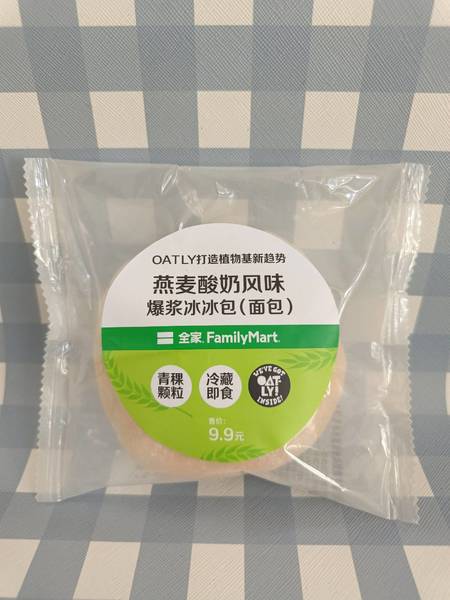 OATLY打造植物基新趋势
燕麦酸奶风味
爆浆冰冰包(面包)
全家 FamilyMart
青稞
颗粒
冷藏
即食
WE'VE GOT
OAT-
LY!
INSIDE!
售价:
9.9元